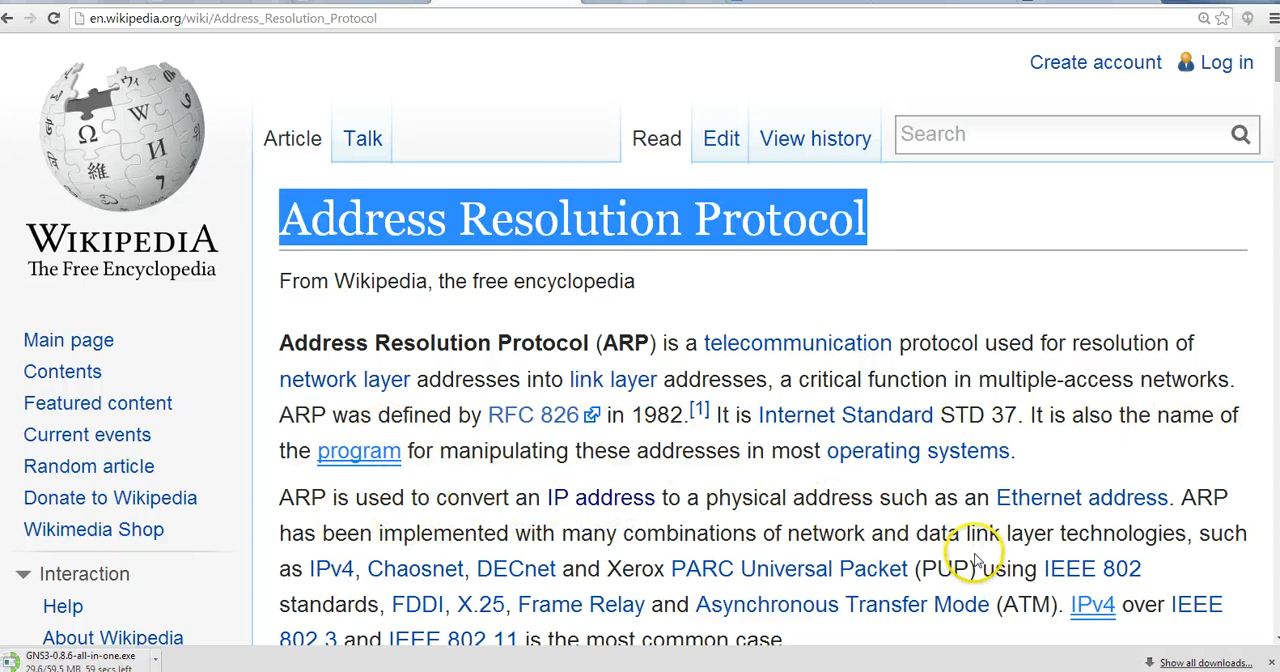 en.wikipedia.org/wiki/Address_Resolution_Protocol
Create account Log in
Article Talk Read Edit View history Search
WIKIPEDIA
The Free Encyclopedia
Address Resolution Protocol
From Wikipedia, the free encyclopedia
Address Resolution Protocol (ARP) is a telecommunication protocol used for resolution of
network layer addresses into link layer addresses, a critical function in multiple-access networks.
ARP was defined by RFC 826 in 1982.[1] It is Internet Standard STD 37. It is also the name of
the program for manipulating these addresses in most operating systems.
ARP is used to convert an IP address to a physical address such as an Ethernet address. ARP
has been implemented with many combinations of network and data link layer technologies, such
as IPv4, Chaosnet, DECnet and Xerox PARC Universal Packet (PUP) using IEEE 802
standards, FDDI, X.25, Frame Relay and Asynchronous Transfer Mode (ATM). IPv4 over IEEE
802.3 and IEEE 802.11 is the most common case.
Main page
Contents
Featured content
Current events
Random article
Donate to Wikipedia
Wikimedia Shop
Interaction
Help
About Wikipedia
GNS3-0.8.6-all-in-one.exe
29.6/59.5 MB, 59 secs left
Show all downloads...